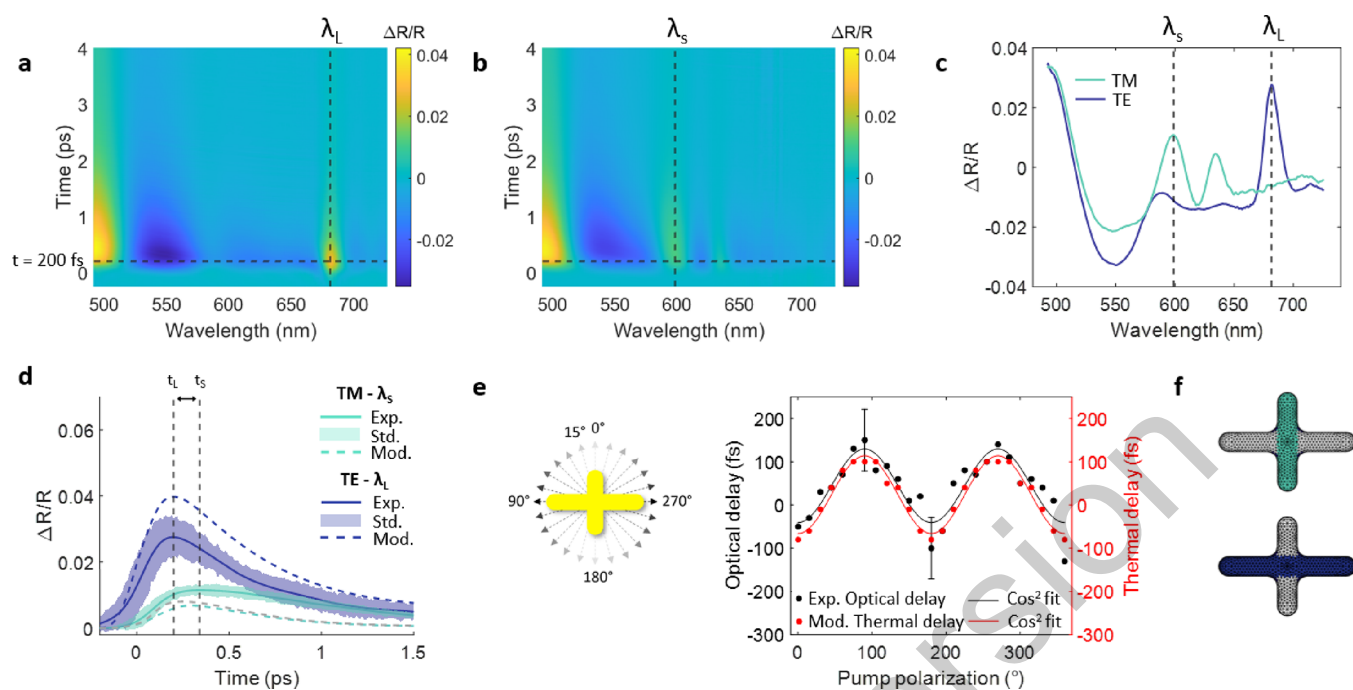 a
λL
ΔR/R
4
3
2
1
0
Time (ps)
t = 200 fs
500 550 600 650 700
Wavelength (nm)
0.04
0.02
0
-0.02
b
λs
ΔR/R
4
3
2
1
0
Time (ps)
500 550 600 650 700
Wavelength (nm)
0.04
0.02
0
-0.02
c
λs λL
TM
TE
0.04
0.02
0
-0.02
-0.04
ΔR/R
500 550 600 650 700
Wavelength (nm)
d
tL tS
TM - λS
Exp.
Std.
Mod.
TE - λL
Exp.
Std.
Mod.
0.06
0.04
0.02
0
ΔR/R
0 0.5 1 1.5
Time (ps)
e
15° 0°
90° 270°
180°
200
100
0
-100
-200
-300
Optical delay (fs)
200
100
0
-100
-200
-300
Thermal delay (fs)
Exp. Optical delay Cos² fit
Mod. Thermal delay Cos² fit
0 100 200 300
Pump polarization (°)
f
ersion